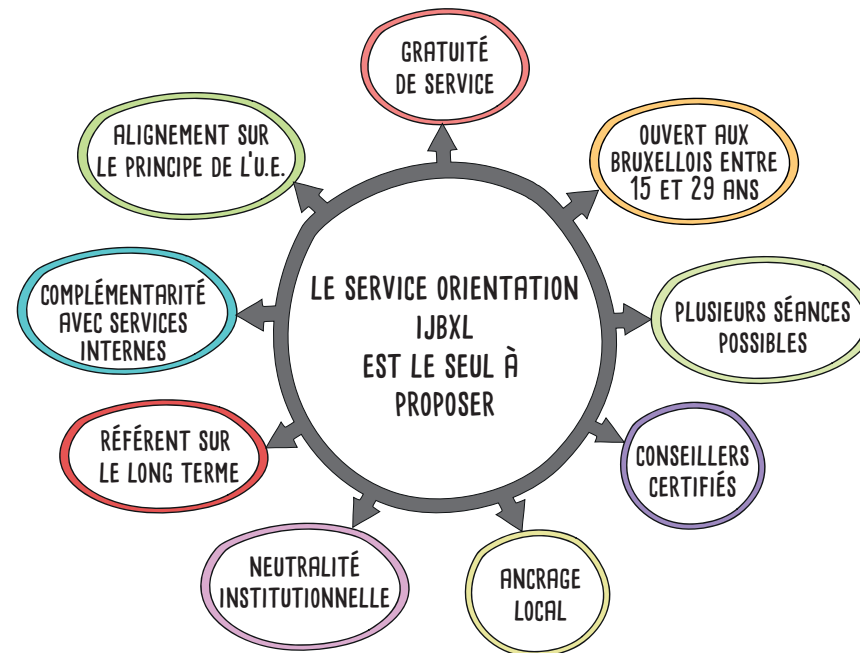 GRATUITÉ
DE SERVICE
OUVERT AUX
BRUXELLOIS ENTRE
15 ET 29 ANS
PLUSIEURS SÉANCES
POSSIBLES
CONSEILLERS
CERTIFIÉS
ANCRAGE
LOCAL
NEUTRALITÉ
INSTITUTIONNELLE
RÉFÉRENT SUR
LE LONG TERME
COMPLÉMENTARITÉ
AVEC SERVICES
INTERNES
ALIGNEMENT SUR
LE PRINCIPE DE L'U.E.
LE SERVICE ORIENTATION
IJBXL
EST LE SEUL À
PROPOSER